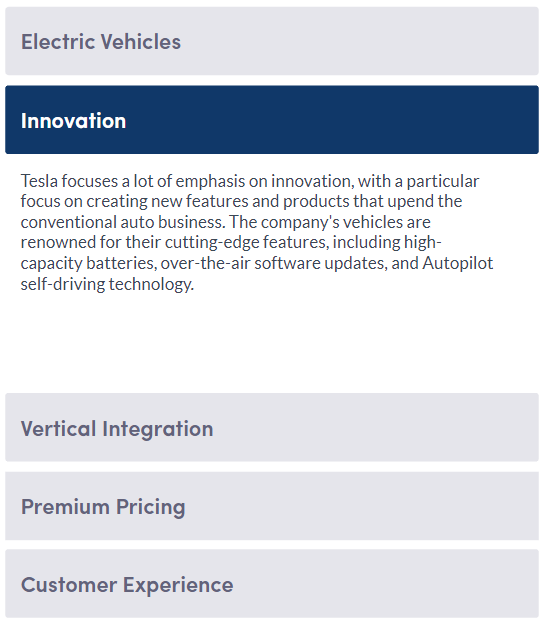 Electric Vehicles
Innovation
Tesla focuses a lot of emphasis on innovation, with a particular
focus on creating new features and products that upend the
conventional auto business. The company's vehicles are
renowned for their cutting-edge features, including high-
capacity batteries, over-the-air software updates, and Autopilot
self-driving technology.
Vertical Integration
Premium Pricing
Customer Experience